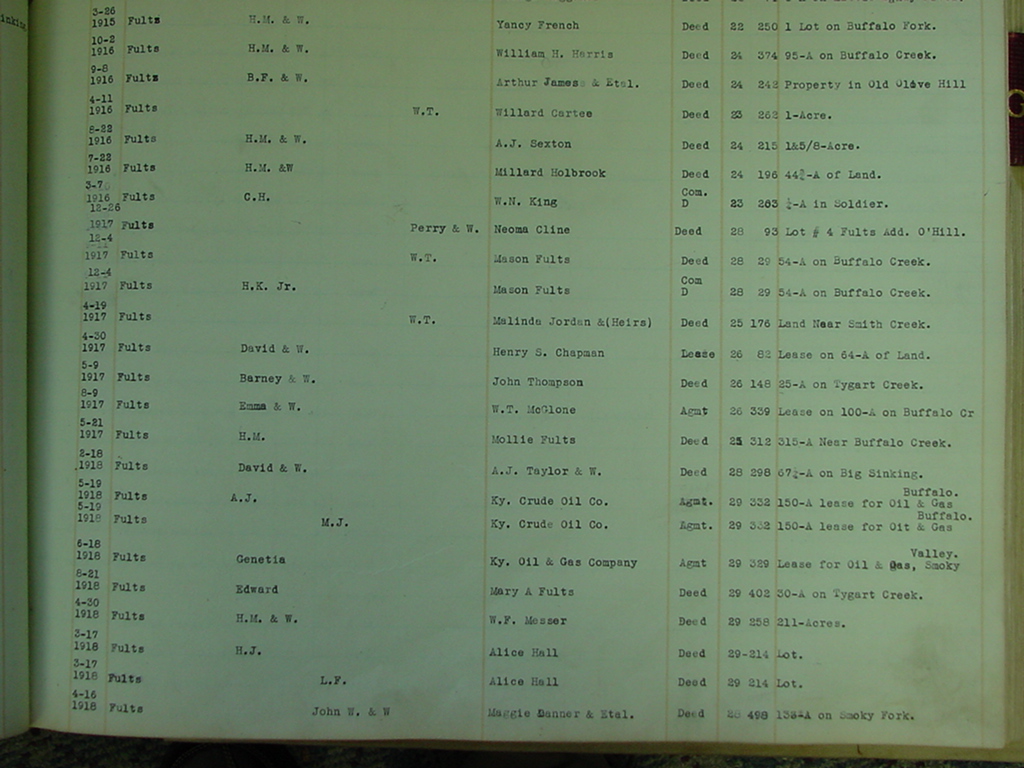 3-26
1915 Fults H.M. & W. Yancy French Deed 22 250 1 Lot on Buffalo Fork.
10-2
1916 Fults H.M. & W. William H. Harris Deed 24 374 95-A on Buffalo Creek.
9-8
1916 Fults B.F. & W. Arthur James & Etal. Deed 24 242 Property in Old Olive Hill
4-11
1916 Fults W.T. Willard Cartee Deed 23 262 1-Acre.
8-22
1916 Fults H.M. & W. A.J. Sexton Deed 24 215 1&5/8-Acre.
7-22
1916 Fults H.M. &W Millard Holbrook Deed 24 196 -A of Land.
3-7
1916 Fults C.H. W.N. King Com. D 23 263 -A in Soldier.
12-26
1917 Fults Perry & W. Neoma Cline Deed 28 93 Lot # 4 Fults Add. O'Hill.
12-4
1917 Fults W.T. Mason Fults Deed 28 29 54-A on Buffalo Creek.
12-4
1917 Fults H.K. Jr. Mason Fults Com D 28 29 54-A on Buffalo Creek.
4-19
1917 Fults W.T. Malinda Jordan &(Heirs) Deed 25 176 Land Near Smith Creek.
4-30
1917 Fults David & W. Henry S. Chapman Lease 26 82 Lease on 64-A of Land.
5-9
1917 Fults Barney & W. John Thompson Deed 26 148 25-A on Tygart Creek.
8-9
1917 Fults Emma & W. W.T. McGlone Agmt 26 339 Lease on 100-A on Buffalo Cr
5-21
1917 Fults H.M. Mollie Fults Deed 25 312 315-A Near Buffalo Creek.
2-18
1918 Fults David & W. A.J. Taylor & W. Deed 28 298 -A on Big Sinking.
5-19 Buffalo.
1918 Fults A.J. Ky. Crude Oil Co. Agmt. 29 332 150-A lease for Oil & Gas
5-19 Buffalo.
1918 Fults M.J. Ky. Crude Oil Co. Agmt. 29 332 150-A lease for Oit & Gas
6-18 Valley.
1918 Fults Genetia Ky. Oil & Gas Company Agmt 29 329 Lease for Oil & Gas, Smoky
8-21
1918 Fults Edward Mary A Fults Deed 29 402 30-A on Tygart Creek.
4-30
1918 Fults H.M. & W. W.F. Messer Deed 29 258 211-Acres.
3-17
1918 Fults H.J. Alice Hall Deed 29-214 Lot.
3-17
1918 Fults L.F. Alice Hall Deed 29 214 Lot.
4-16
1918 Fults John W. & W Maggie Danner & Etal. Deed 28 498 -A on Smoky Fork.